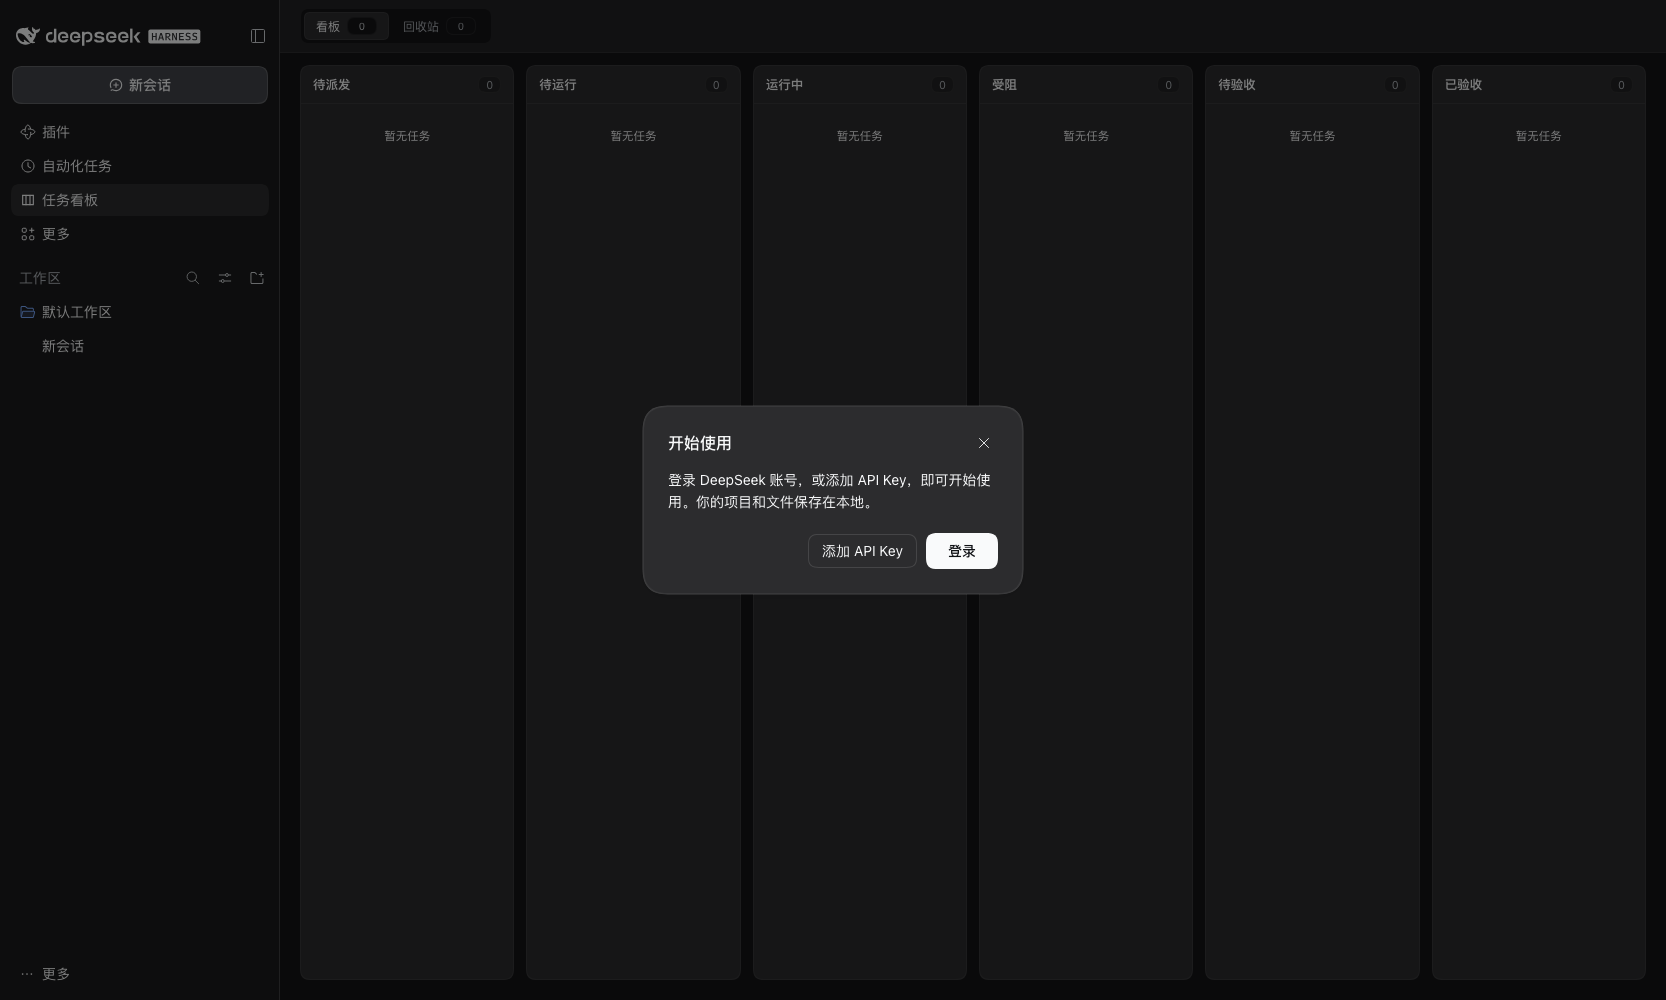 deepseek HARNESS
新会话
插件
自动化任务
任务看板
更多
工作区
默认工作区
新会话
更多
看板 0 回收站 0
待派发 0
暂无任务
待运行 0
暂无任务
运行中 0
暂无任务
受阻 0
暂无任务
待验收 0
暂无任务
已验收 0
暂无任务
开始使用
登录 DeepSeek 账号，或添加 API Key，即可开始使
用。你的项目和文件保存在本地。
添加 API Key 登录